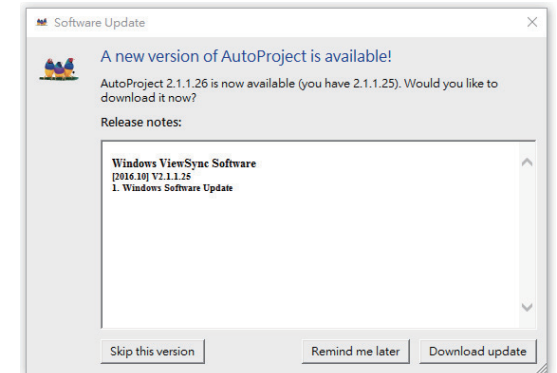 Software Update
A new version of AutoProject is available!
AutoProject 2.1.1.26 is now available (you have 2.1.1.25). Would you like to
download it now?
Release notes:
Windows ViewSync Software
[2016.10] V2.1.1.25
1. Windows Software Update
Skip this version
Remind me later
Download update